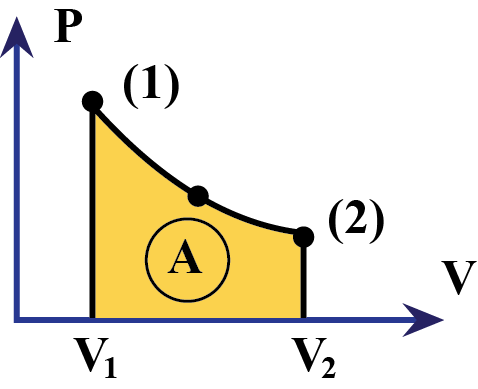 P
(1)
(2)
A
V
V₁
V₂